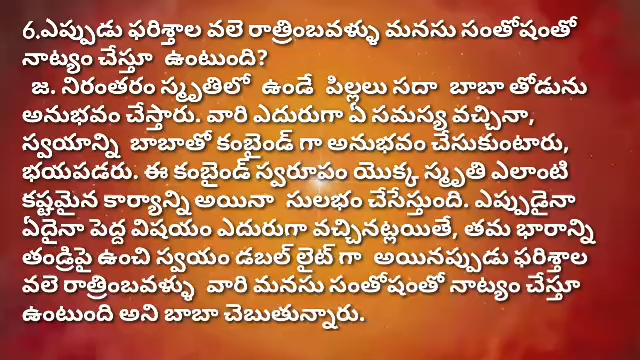 6.ఎప్పుడు ఫరిశ్తాల వలె రాత్రింబవళ్ళు మనసు సంతోషంతో
నాట్యం చేస్తూ ఉంటుంది?
జ. నిరంతరం స్మృతిలో ఉండే పిల్లలు సదా బాబా తోడును
అనుభవం చేస్తారు. వారి ఎదురుగా ఏ సమస్య వచ్చినా,
స్వయాన్ని బాబాతో కంబైండ్ గా అనుభవం చేసుకుంటారు,
భయపడరు. ఈ కంబైండ్ స్వరూపం యొక్క స్మృతి ఎలాంటి
కష్టమైన కార్యాన్ని అయినా సులభం చేసేస్తుంది. ఎప్పుడైనా
ఏదైనా పెద్ద విషయం ఎదురుగా వచ్చినట్లయితే, తమ భారాన్ని
తండ్రిపై ఉంచి స్వయం డబల్ లైట్ గా అయినప్పుడు ఫరిశ్తాల
వలె రాత్రింబవళ్ళు వారి మనసు సంతోషంతో నాట్యం చేస్తూ
ఉంటుంది అని బాబా చెబుతున్నారు.